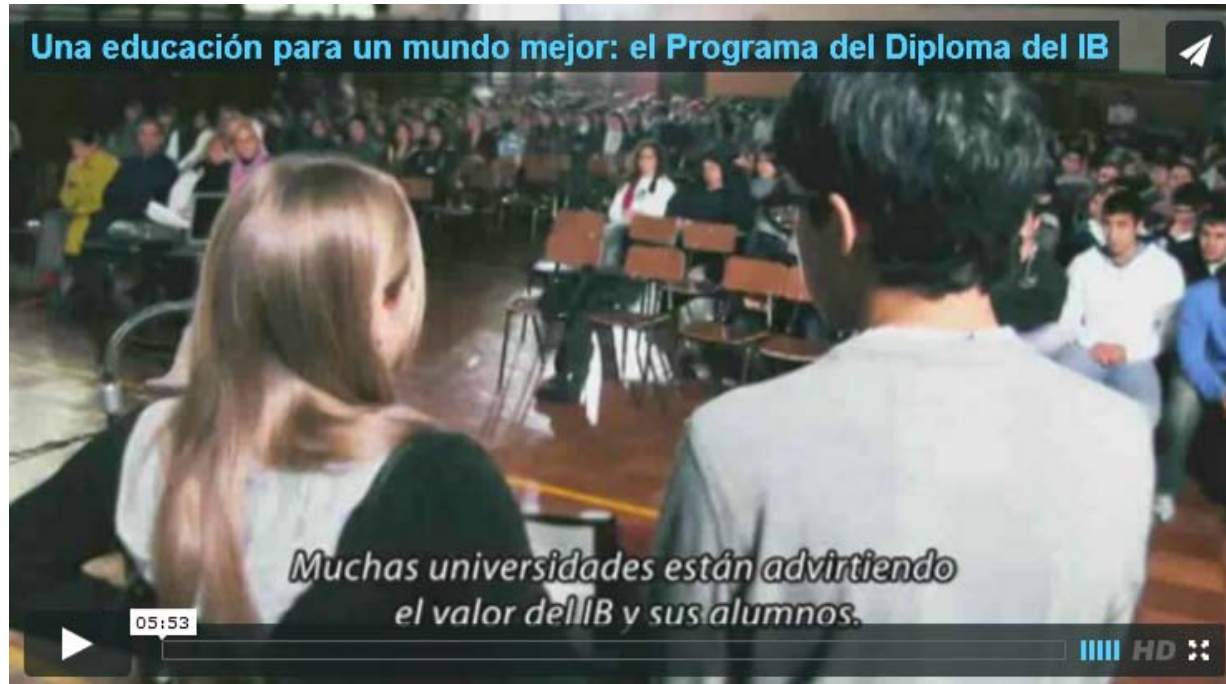 Una educación para un mundo mejor: el Programa del Diploma del IB
Muchas universidades están advirtiendo
el valor del IB y sus alumnos.
05:53
HD